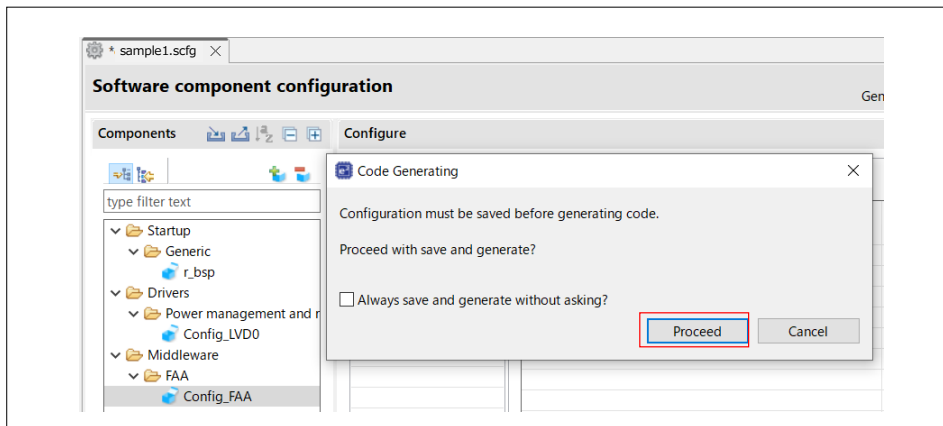 * sample1.scfg
Software component configuration
Gen
Components
Configure
type filter text
Startup
Generic
r_bsp
Drivers
Power management and r
Config_LVD0
Middleware
FAA
Config_FAA
Code Generating
Configuration must be saved before generating code.
Proceed with save and generate?
Always save and generate without asking?
Proceed
Cancel